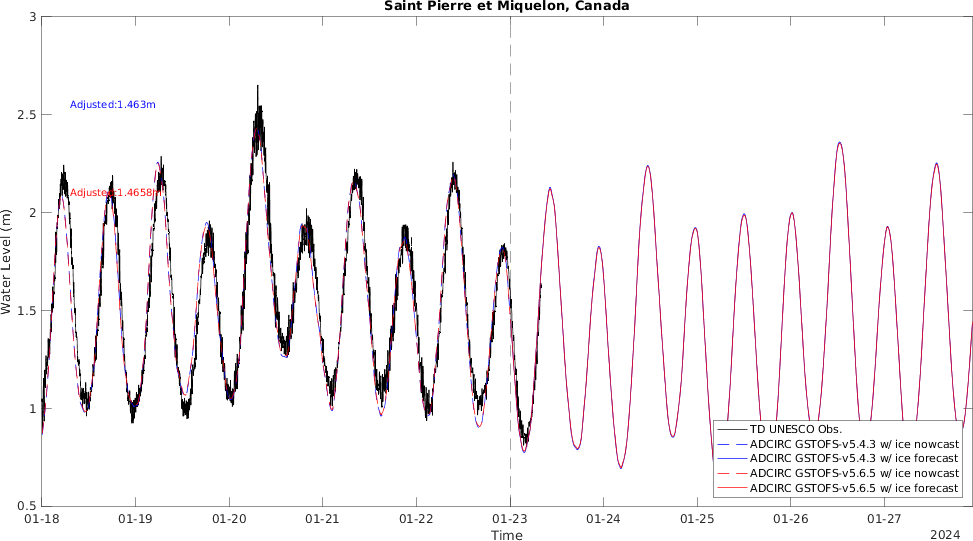 Saint Pierre et Miquelon, Canada
3
2.5
2
1.5
1
0.5
Water Level (m)
Adjusted:1.463m
Adjusted:1.4658m
TD UNESCO Obs.
ADCIRC GSTOFS-v5.4.3 w/ ice nowcast
ADCIRC GSTOFS-v5.4.3 w/ ice forecast
ADCIRC GSTOFS-v5.6.5 w/ ice nowcast
ADCIRC GSTOFS-v5.6.5 w/ ice forecast
01-18 01-19 01-20 01-21 01-22 01-23 01-24 01-25 01-26 01-27
Time
2024